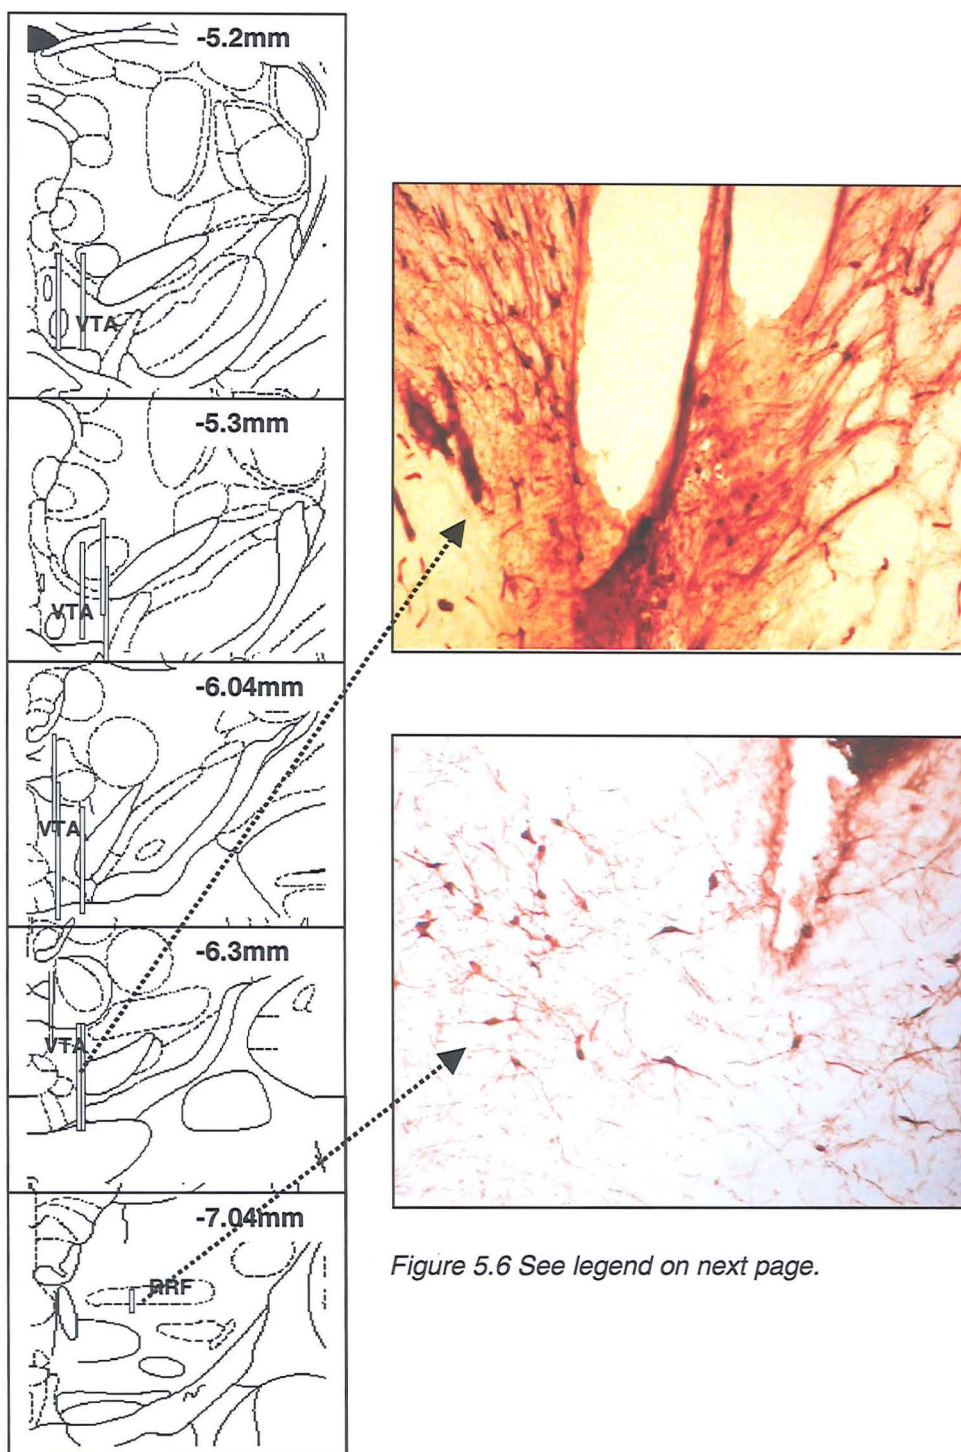 -5.2mm
VTA
-5.3mm
VTA
-6.04mm
VTA
-6.3mm
VTA
-7.04mm
RRF
Figure 5.6 See legend on next page.